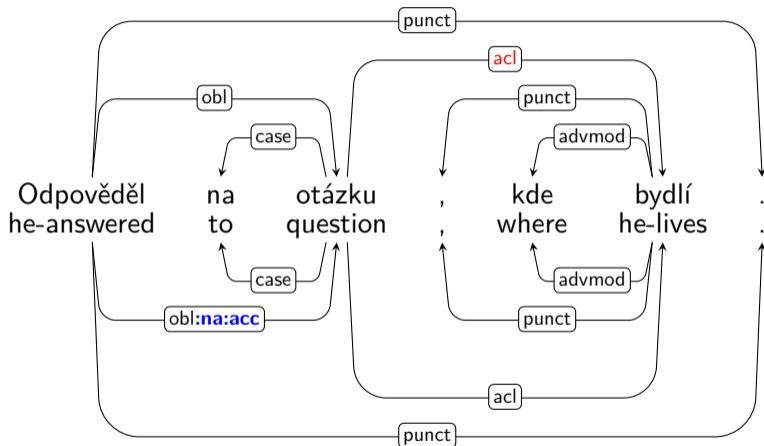 punct
acl
obl
punct
case
advmod
Odpověděl na otázku , kde bydlí .
he-answered to question , where he-lives .
case
advmod
obl:na:acc
punct
acl
punct